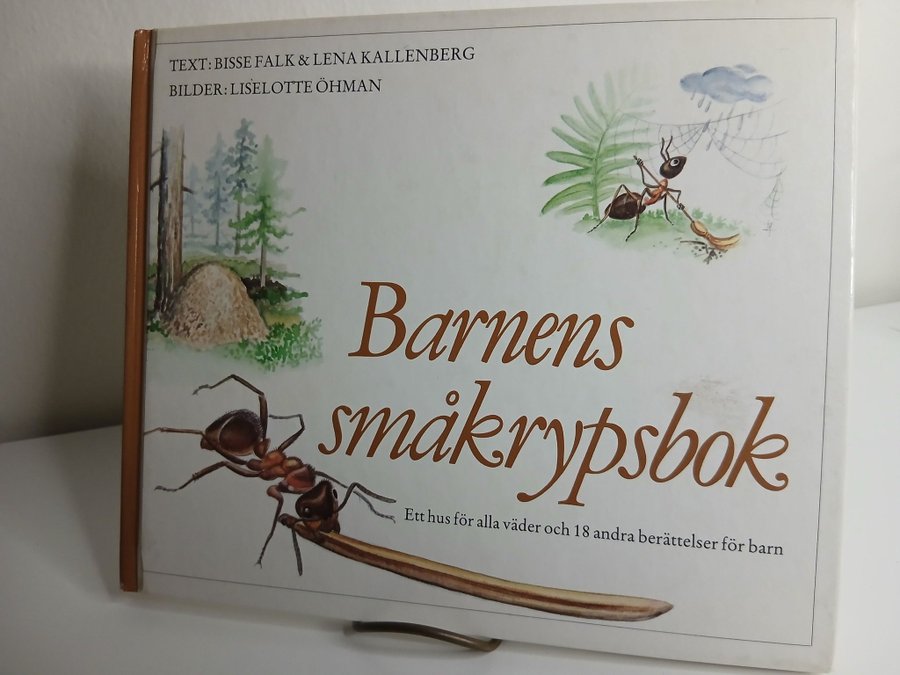 TEXT: BISSE FALK & LENA KALLENBERG
BILDER: LISELOTTE ÖHMAN
Barnens
småkrypsbok
Ett hus för alla väder och 18 andra berättelser för barn